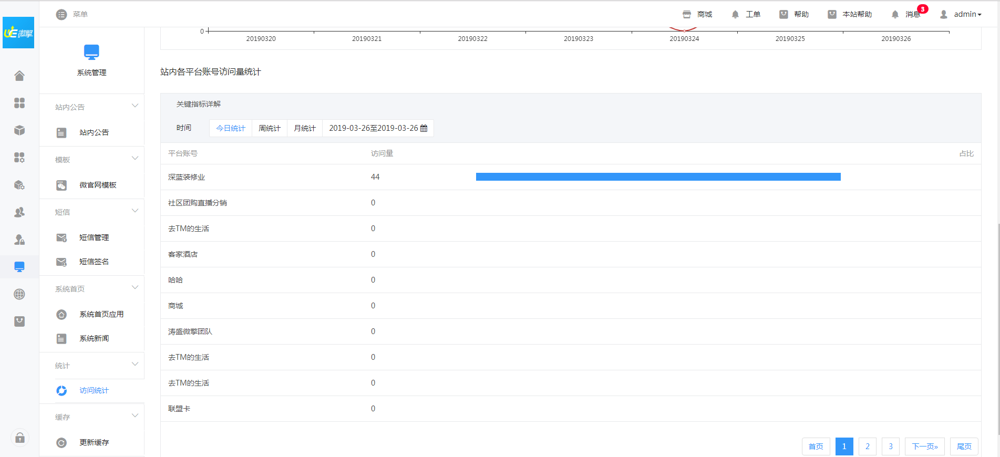 菜单
商城
工单
帮助
本站帮助
消息
3
admin
WE微擎
系统管理
站内公告
站内公告
模板
微官网模板
短信
短信管理
短信签名
系统首页
系统首页应用
系统新闻
统计
访问统计
缓存
更新缓存
0
20190320 20190321 20190322 20190323 20190324 20190325 20190326
站内各平台账号访问量统计
关键指标详解
时间 今日统计 周统计 月统计 2019-03-26至2019-03-26
平台账号 访问量 占比
深蓝装修业 44
社区团购直播分销 0
去TM的生活 0
客家酒店 0
哈哈 0
商城 0
涛盛微擎团队 0
去TM的生活 0
去TM的生活 0
联盟卡 0
首页 1 2 3 下一页» 尾页